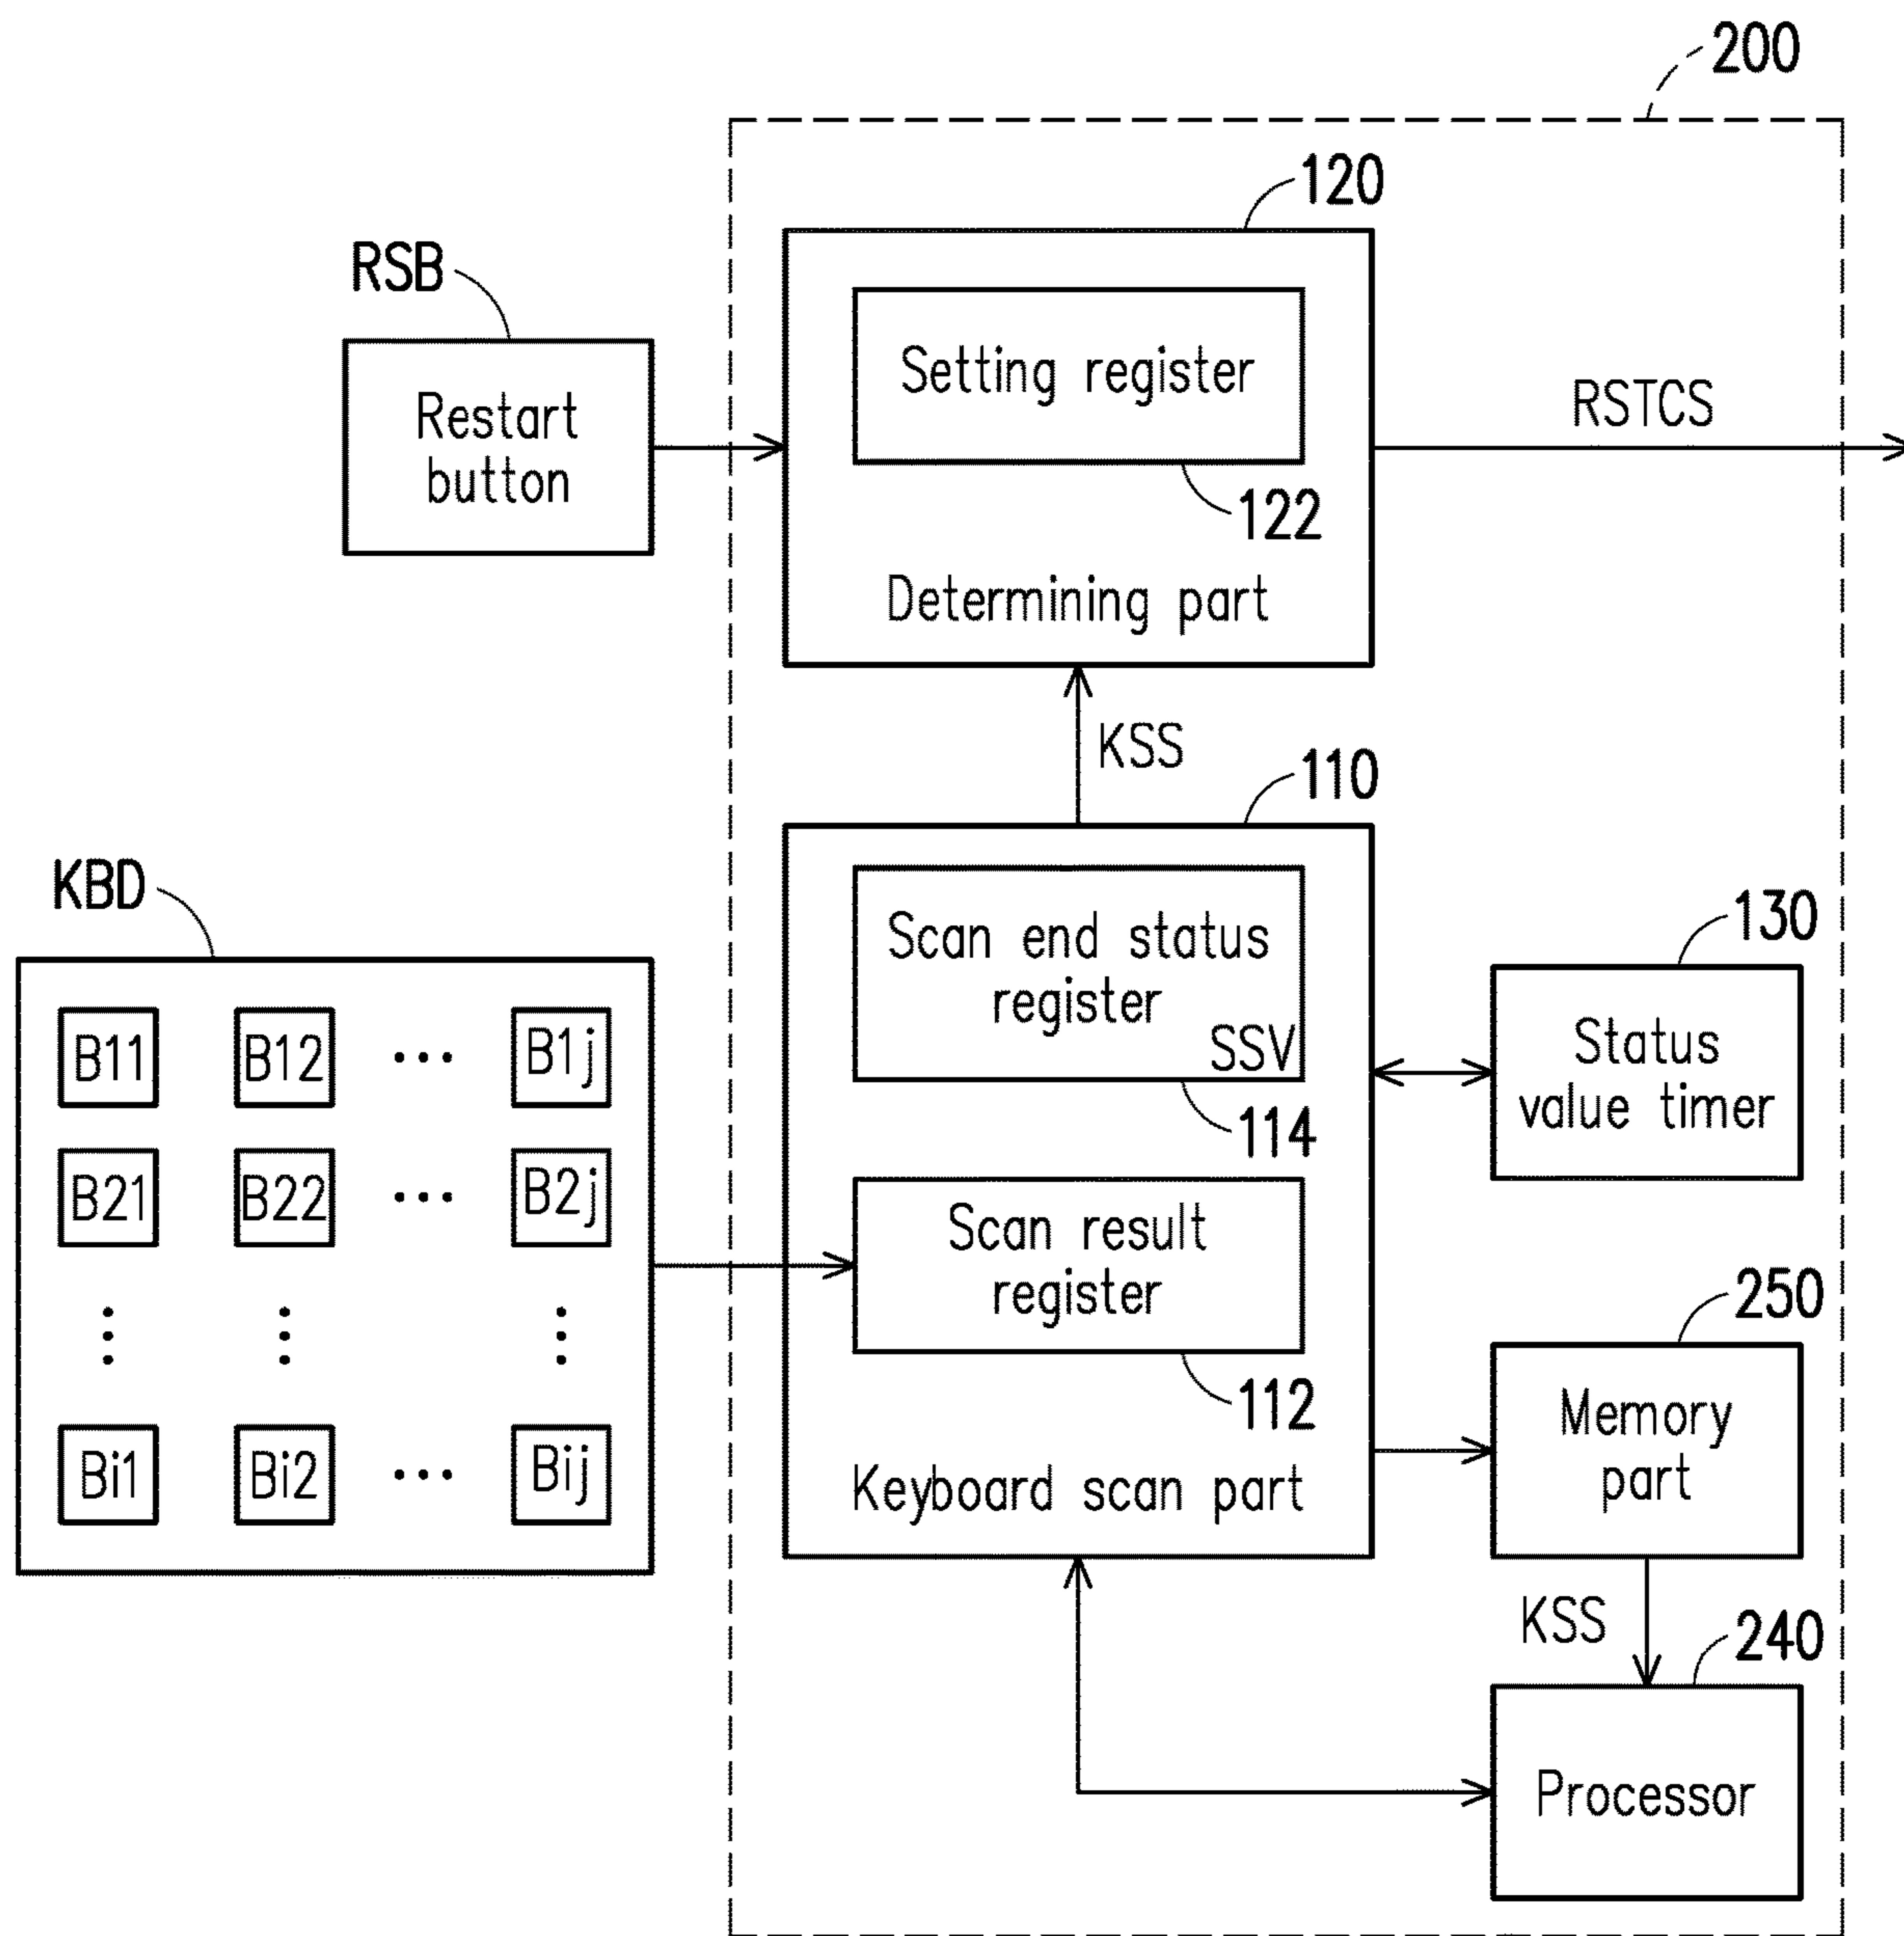 200
120
RSB
Setting register
Restart
button
RSTCS
122
Determining part
KSS
110
KBD
Scan end status
register
SSV
130
B11 B12 ... B1j
Status
value timer
114
B21 B22 ... B2j
Scan result
register
250
112
Memory
part
Bi1 Bi2 ... Bij
Keyboard scan part
KSS
240
Processor